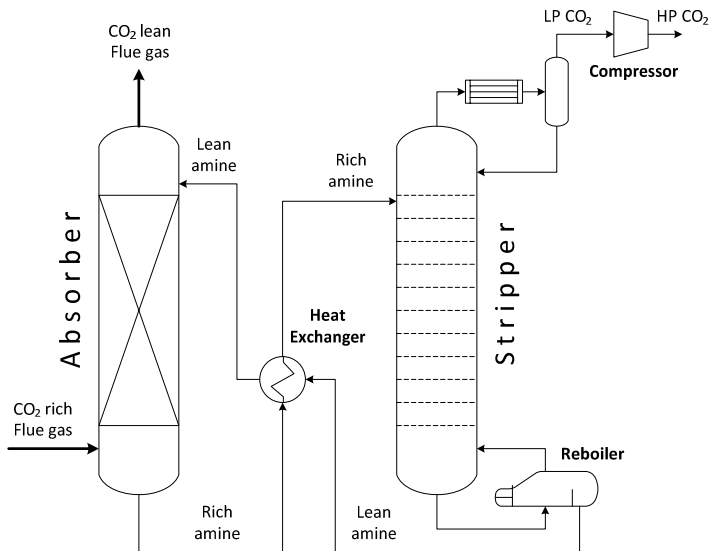 LP CO₂
HP CO₂
CO₂ lean
Flue gas
Compressor
Lean
amine
Rich
amine
Absorber
Stripper
Heat
Exchanger
CO₂ rich
Flue gas
Reboiler
Rich
amine
Lean
amine